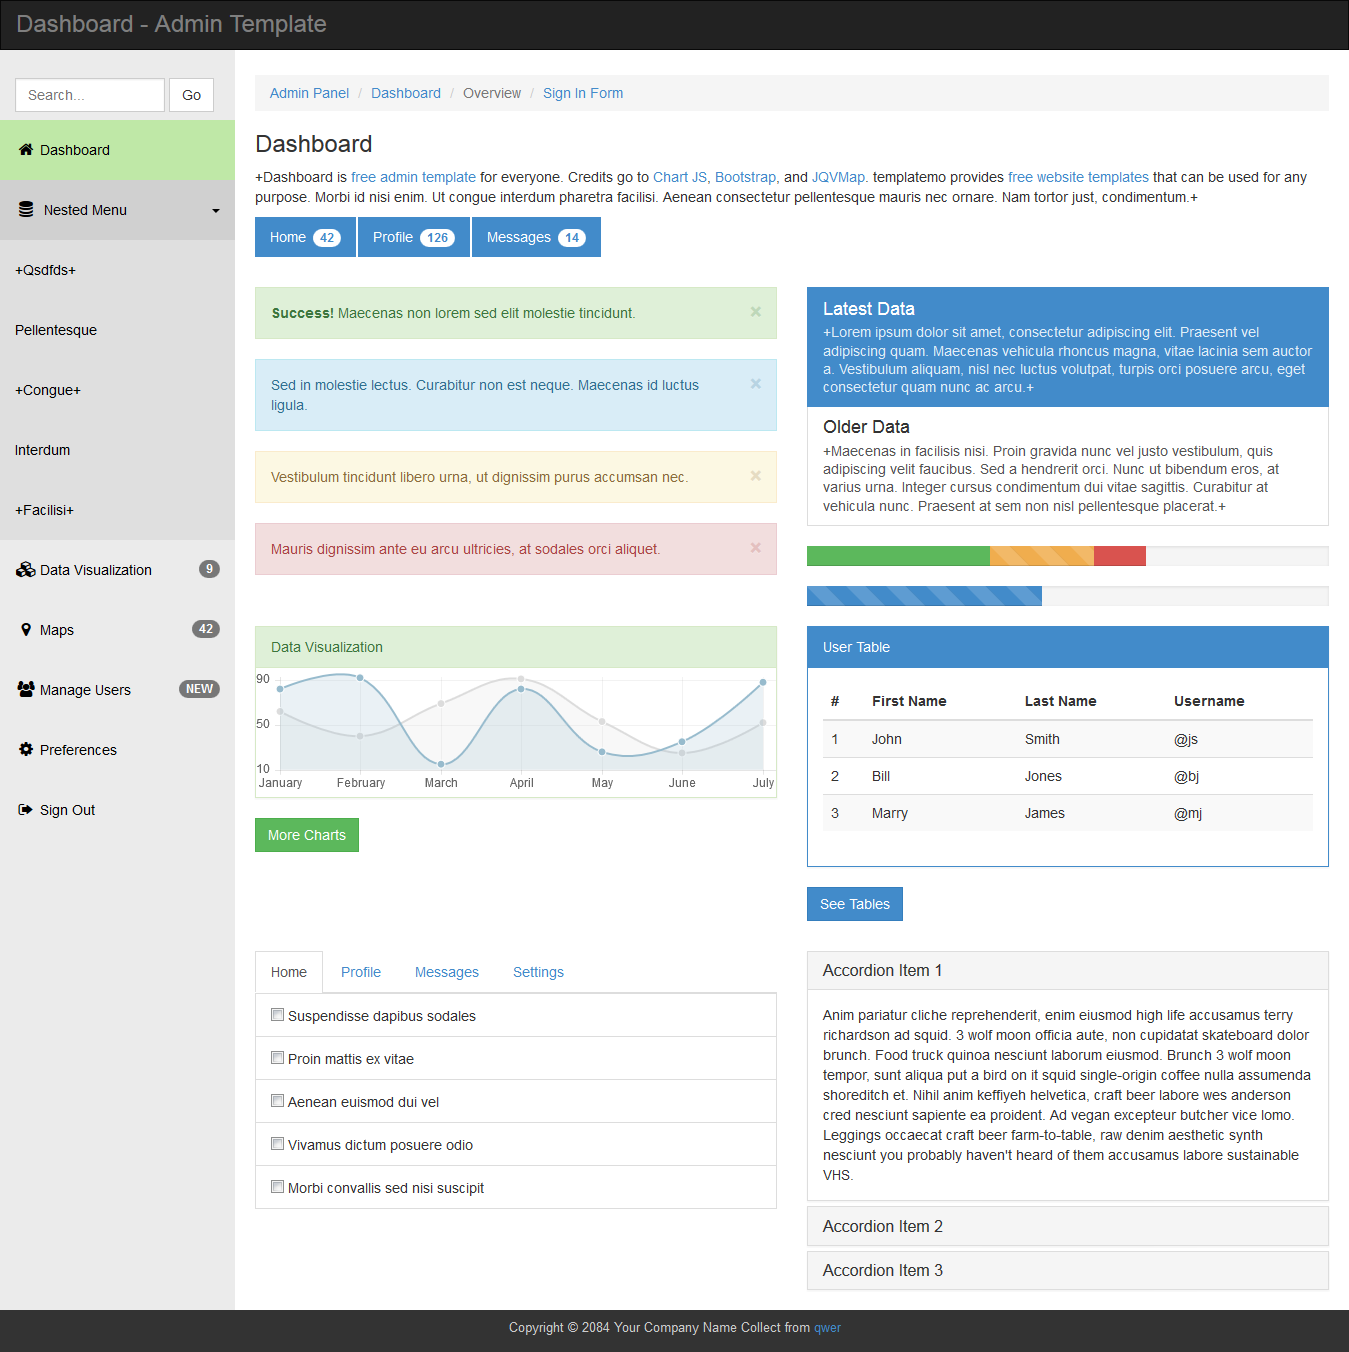 Dashboard - Admin Template
Search...
Go
Dashboard
Nested Menu
+Qsdfds+
Pellentesque
+Congue+
Interdum
+Facilisi+
Data Visualization 9
Maps 42
Manage Users NEW
Preferences
Sign Out
Admin Panel / Dashboard / Overview / Sign In Form
Dashboard
+Dashboard is free admin template for everyone. Credits go to Chart JS, Bootstrap, and JQVMap. templatemo provides free website templates that can be used for any
purpose. Morbi id nisi enim. Ut congue interdum pharetra facilisi. Aenean consectetur pellentesque mauris nec ornare. Nam tortor just, condimentum.+
Home 42
Profile 126
Messages 14
Success! Maecenas non lorem sed elit molestie tincidunt.
×
Sed in molestie lectus. Curabitur non est neque. Maecenas id luctus
ligula.
×
Vestibulum tincidunt libero urna, ut dignissim purus accumsan nec.
×
Mauris dignissim ante eu arcu ultricies, at sodales orci aliquet.
×
Latest Data
+Lorem ipsum dolor sit amet, consectetur adipiscing elit. Praesent vel
adipiscing quam. Maecenas vehicula rhoncus magna, vitae lacinia sem auctor
a. Vestibulum aliquam, nisl nec luctus volutpat, turpis orci posuere arcu, eget
consectetur quam nunc ac arcu.+
Older Data
+Maecenas in facilisis nisi. Proin gravida nunc vel justo vestibulum, quis
adipiscing velit faucibus. Sed a hendrerit orci. Nunc ut bibendum eros, at
varius urna. Integer cursus condimentum dui vitae sagittis. Curabitur at
vehicula nunc. Praesent at sem non nisl pellentesque placerat.+
Data Visualization
90
50
10
January February March April May June July
More Charts
User Table
# First Name Last Name Username
1 John Smith @js
2 Bill Jones @bj
3 Marry James @mj
See Tables
Home Profile Messages Settings
Suspendisse dapibus sodales
Proin mattis ex vitae
Aenean euismod dui vel
Vivamus dictum posuere odio
Morbi convallis sed nisi suscipit
Accordion Item 1
Anim pariatur cliche reprehenderit, enim eiusmod high life accusamus terry
richardson ad squid. 3 wolf moon officia aute, non cupidatat skateboard dolor
brunch. Food truck quinoa nesciunt laborum eiusmod. Brunch 3 wolf moon
tempor, sunt aliqua put a bird on it squid single-origin coffee nulla assumenda
shoreditch et. Nihil anim keffiyeh helvetica, craft beer labore wes anderson
cred nesciunt sapiente ea proident. Ad vegan excepteur butcher vice lomo.
Leggings occaecat craft beer farm-to-table, raw denim aesthetic synth
nesciunt you probably haven't heard of them accusamus labore sustainable
VHS.
Accordion Item 2
Accordion Item 3
Copyright © 2084 Your Company Name Collect from qwer